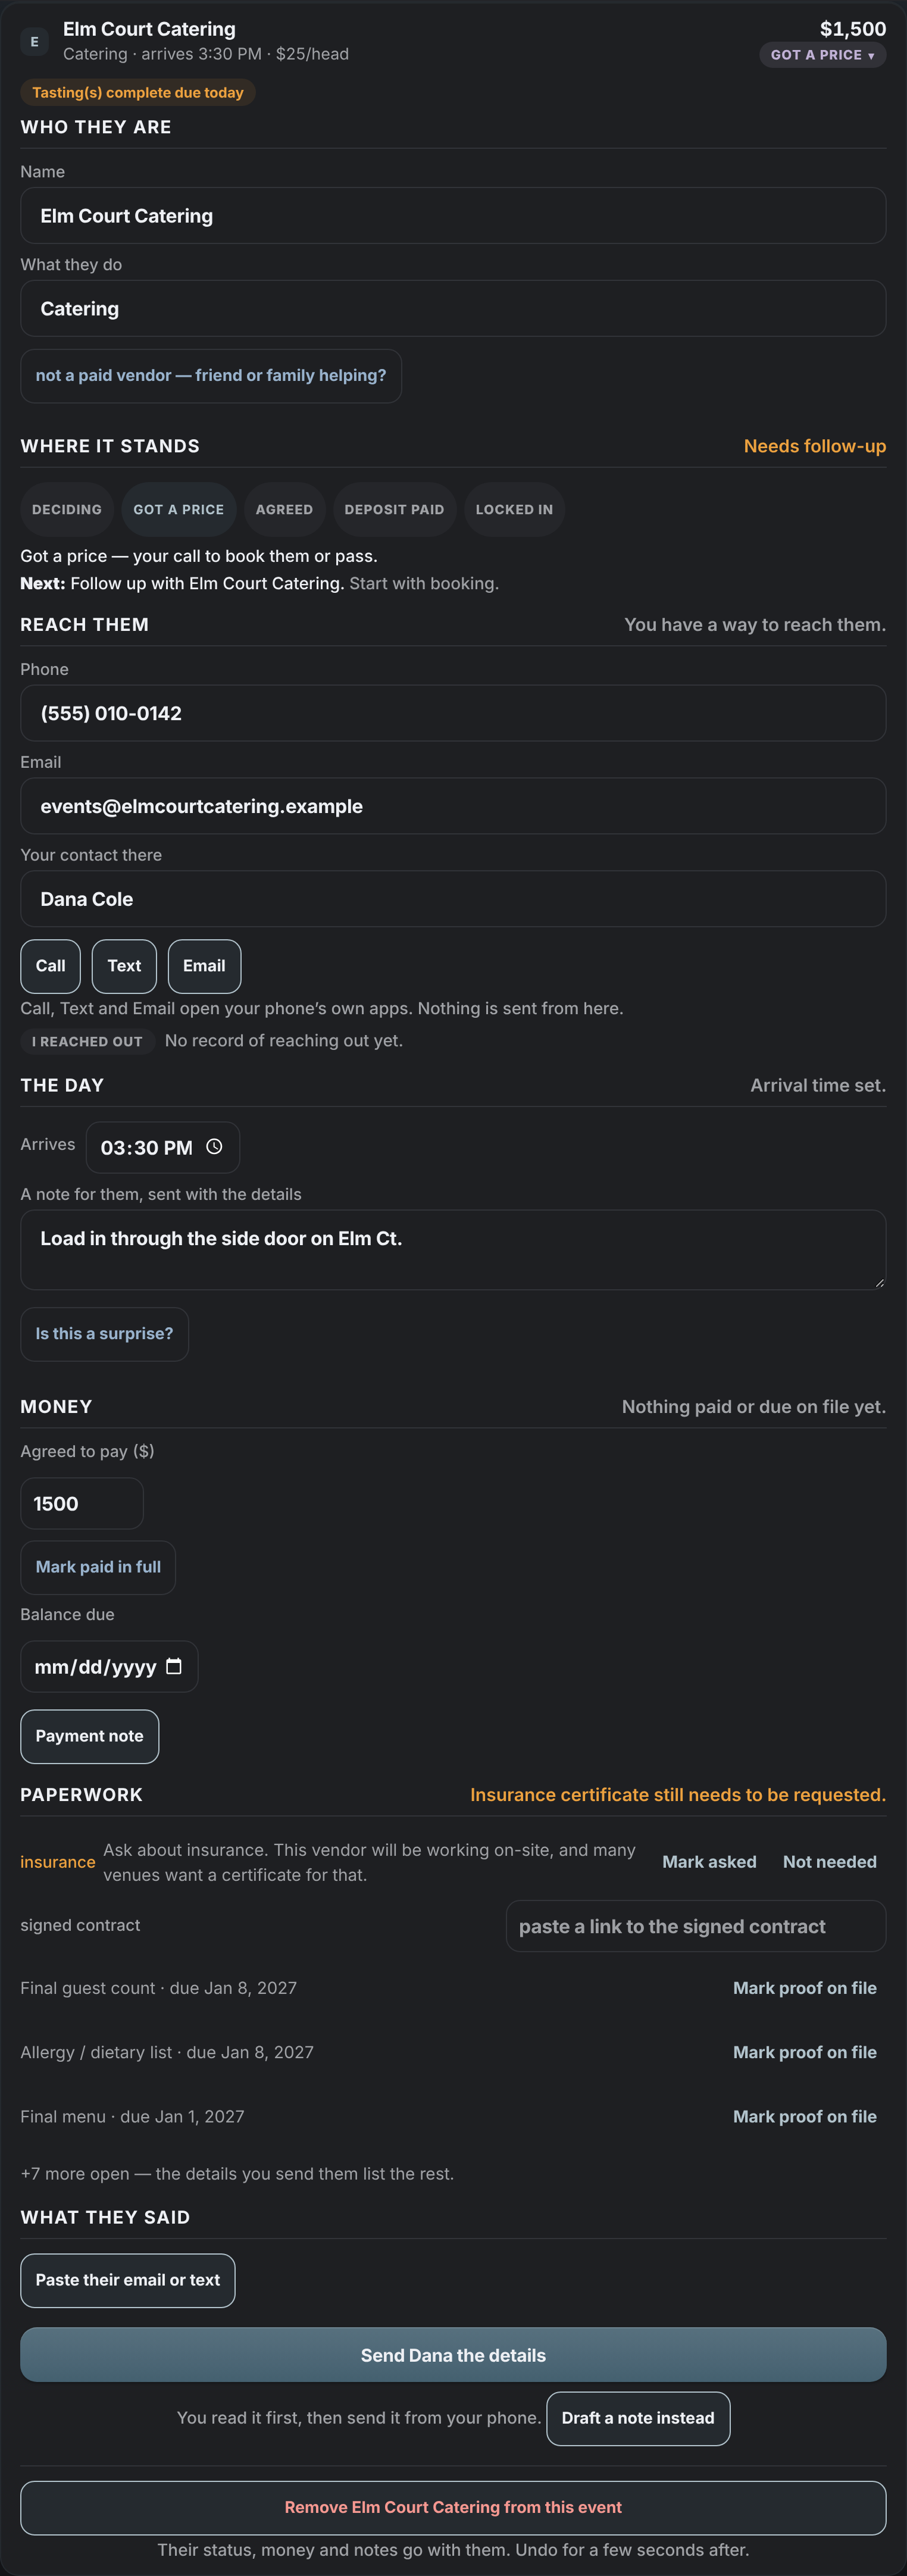 E
Elm Court Catering
$1,500
Catering · arrives 3:30 PM · $25/head
GOT A PRICE ▾
Tasting(s) complete due today
WHO THEY ARE
Name
Elm Court Catering
What they do
Catering
not a paid vendor — friend or family helping?
WHERE IT STANDS
Needs follow-up
DECIDING
GOT A PRICE
AGREED
DEPOSIT PAID
LOCKED IN
Got a price — your call to book them or pass.
Next: Follow up with Elm Court Catering. Start with booking.
REACH THEM
You have a way to reach them.
Phone
(555) 010-0142
Email
events@elmcourtcatering.example
Your contact there
Dana Cole
Call
Text
Email
Call, Text and Email open your phone’s own apps. Nothing is sent from here.
I REACHED OUT
No record of reaching out yet.
THE DAY
Arrival time set.
Arrives
03:30 PM
A note for them, sent with the details
Load in through the side door on Elm Ct.
Is this a surprise?
MONEY
Nothing paid or due on file yet.
Agreed to pay ($)
1500
Mark paid in full
Balance due
mm/dd/yyyy
Payment note
PAPERWORK
Insurance certificate still needs to be requested.
insurance
Ask about insurance. This vendor will be working on-site, and many
venues want a certificate for that.
Mark asked
Not needed
signed contract
paste a link to the signed contract
Final guest count · due Jan 8, 2027
Mark proof on file
Allergy / dietary list · due Jan 8, 2027
Mark proof on file
Final menu · due Jan 1, 2027
Mark proof on file
+7 more open — the details you send them list the rest.
WHAT THEY SAID
Paste their email or text
Send Dana the details
You read it first, then send it from your phone.
Draft a note instead
Remove Elm Court Catering from this event
Their status, money and notes go with them. Undo for a few seconds after.